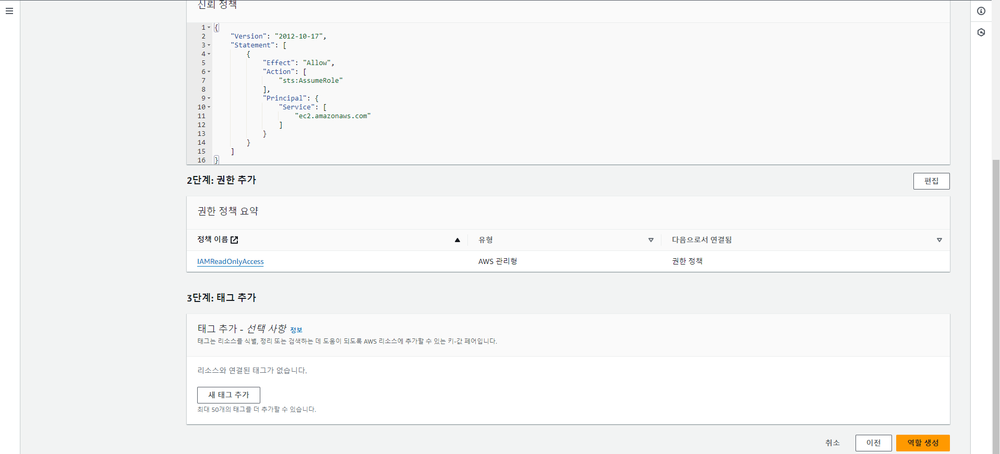 신뢰 정책
1 {
2 "Version": "2012-10-17",
3 "Statement": [
4 {
5 "Effect": "Allow",
6 "Action": [
7 "sts:AssumeRole"
8 ],
9 "Principal": {
10 "Service": [
11 "ec2.amazonaws.com"
12 ]
13 }
14 }
15 ]
16 }
2단계: 권한 추가
편집
권한 정책 요약
정책 이름 유형 다음으로서 연결됨
IAMReadOnlyAccess AWS 관리형 권한 정책
3단계: 태그 추가
태그 추가 - 선택 사항 정보
태그는 리소스를 식별, 정리 또는 검색하는 데 도움이 되도록 AWS 리소스에 추가할 수 있는 키-값 페어입니다.
리소스와 연결된 태그가 없습니다.
새 태그 추가
최대 50개의 태그를 더 추가할 수 있습니다.
취소 이전 역할 생성